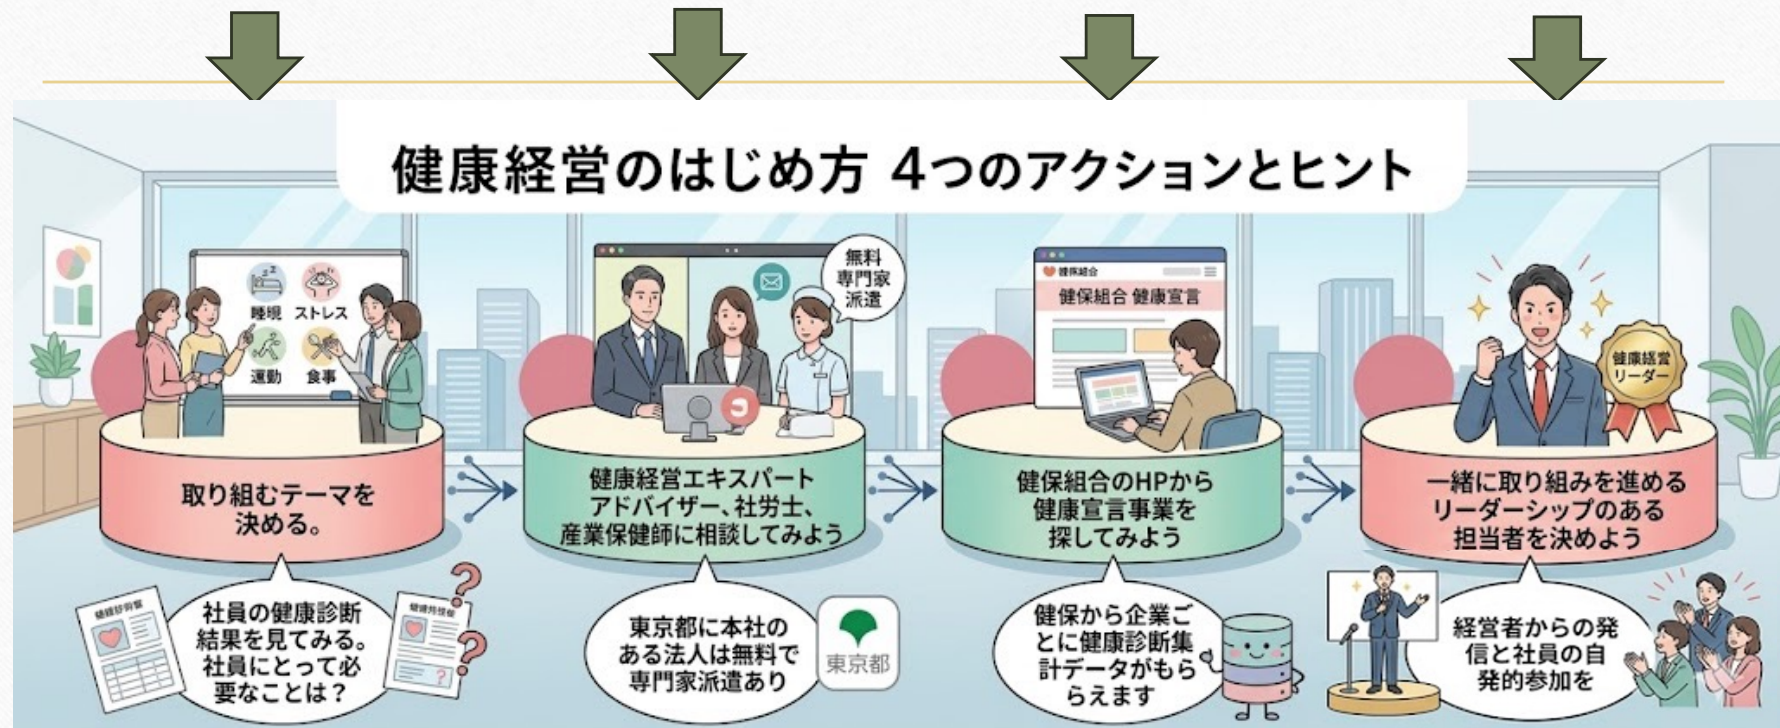 健康経営のはじめ方 4つのアクションとヒント
ストレス
運動
食事
無料
専門家
派遣
健保組合
健保組合 健康宣言
健康経営
リーダー
取り組むテーマを
決める。
健康経営エキスパート
アドバイザー、社労士、
産業保健師に相談してみよう
健保組合のHPから
健康宣言事業を
探してみよう
一緒に取り組みを進める
リーダーシップのある
担当者を決めよう
社員の健康診断
結果を見てみる。
社員にとって必
要なことは？
東京都に本社の
ある法人は無料で
専門家派遣あり
東京都
健保から企業ご
とに健康診断集
計データがもら
らえます
経営者からの発
信と社員の自
発的参加を